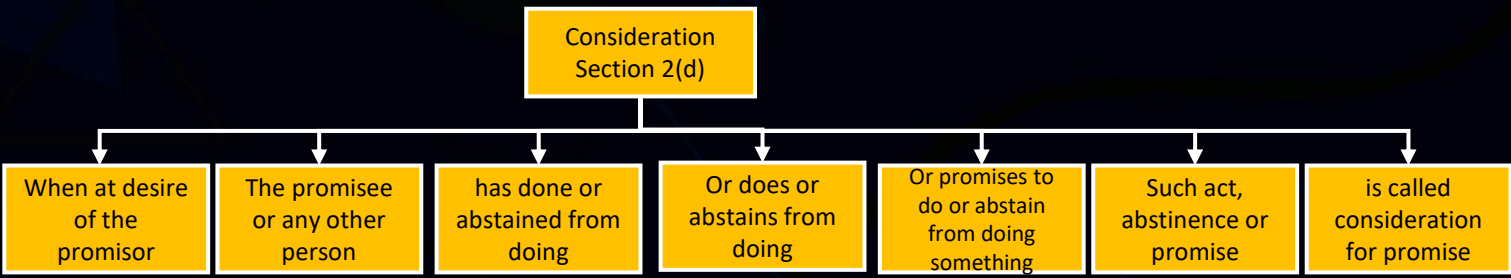 Consideration
Section 2(d)
When at desire
of the
promisor
The promisee
or any other
person
has done or
abstained from
doing
Or does or
abstains from
doing
Or promises to
do or abstain
from doing
something
Such act,
abstinence or
promise
is called
consideration
for promise